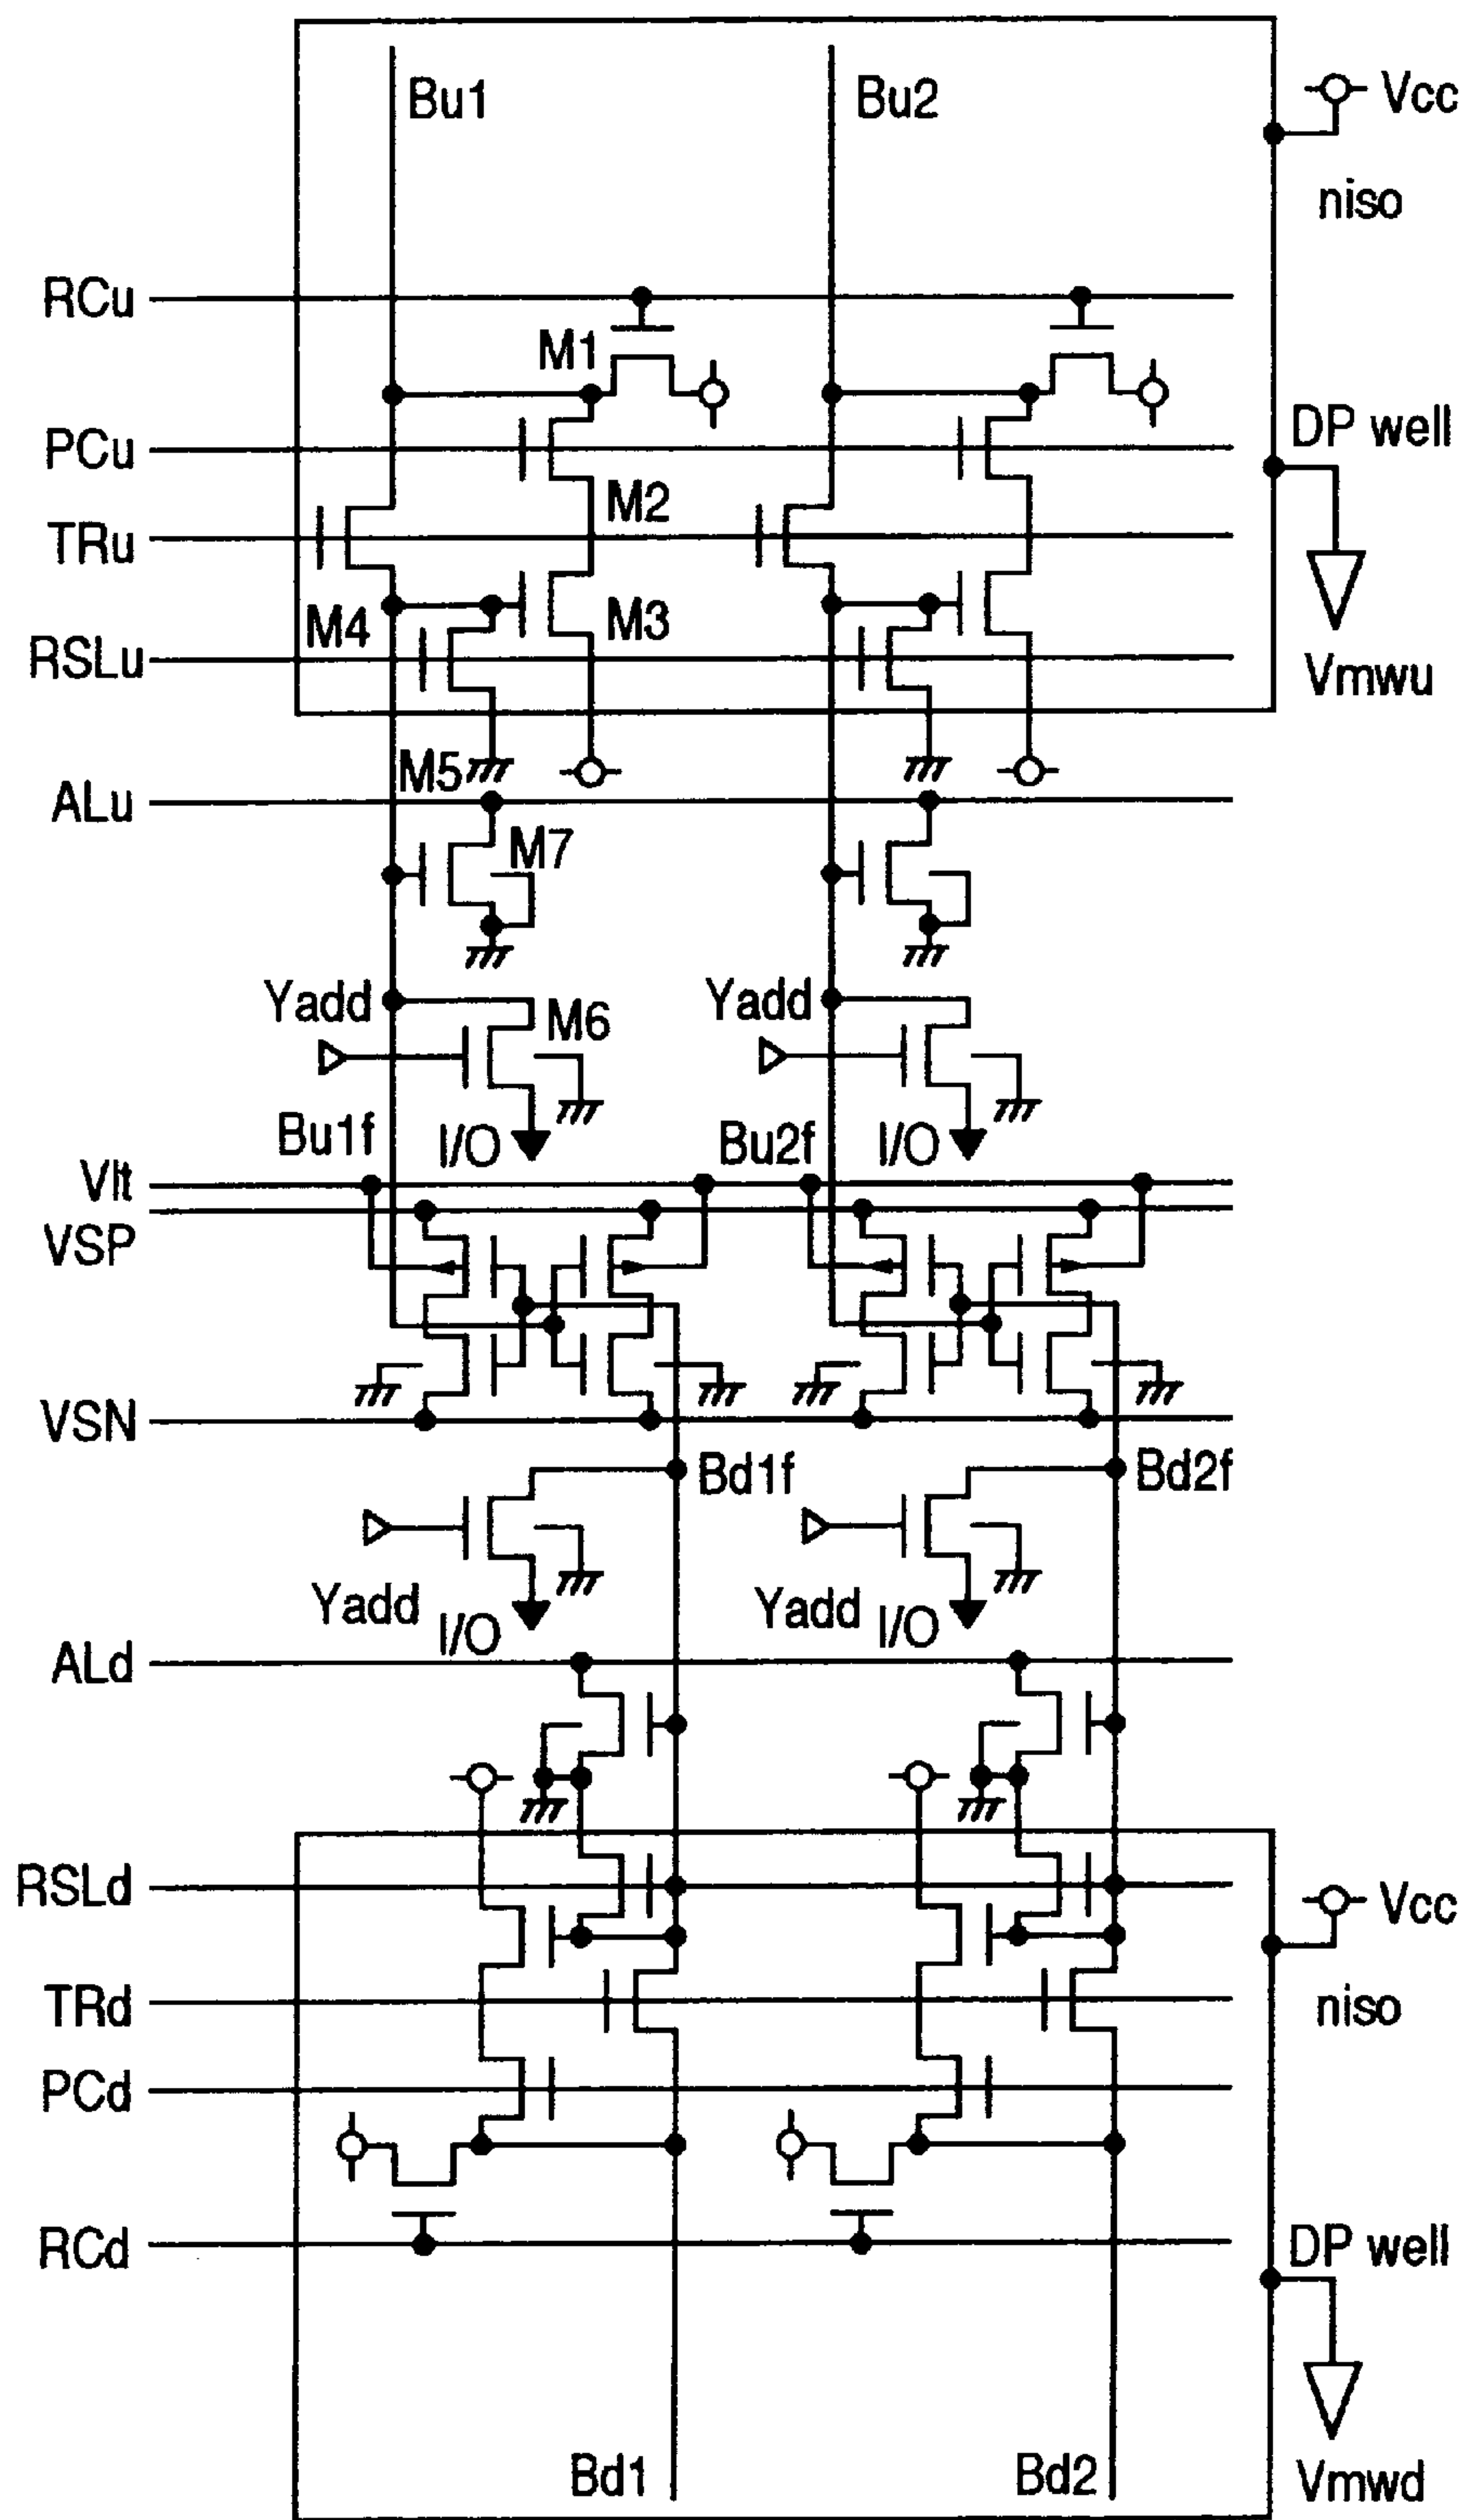 Bu1
Bu2
Vcc
niso
RCu
M1
DP well
PCu
M2
TRu
M4
M3
RSLu
Vmwu
M5
ALu
M7
Yadd
M6
Yadd
Bu1f
I/O
Bu2f
I/O
Vlt
VSP
VSN
Bd1f
Bd2f
Yadd
I/O
Yadd
I/O
ALd
RSLd
Vcc
TRd
niso
PCd
RCd
DP well
Bd1
Bd2
Vmwd